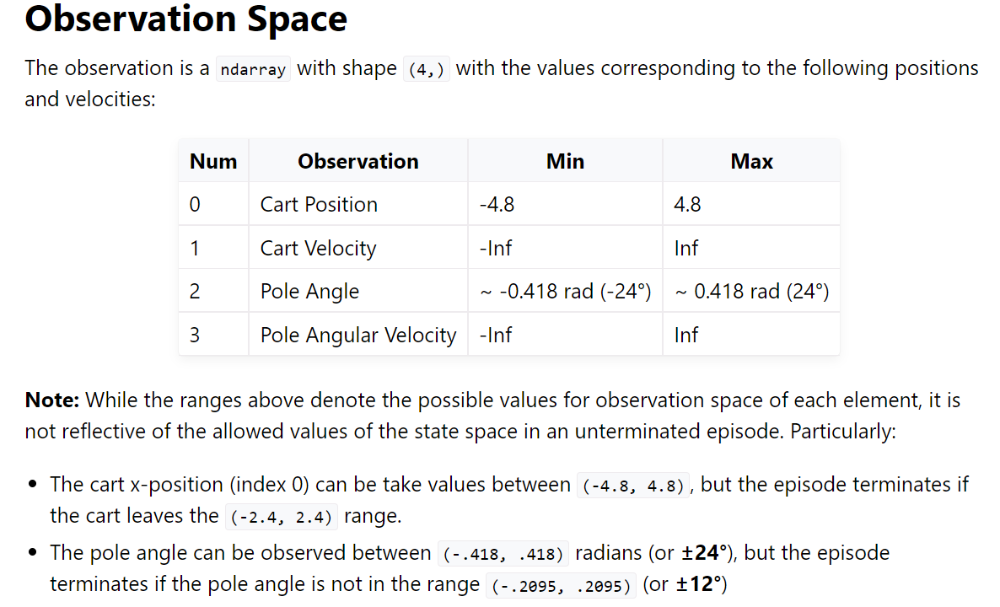 Observation Space
The observation is a ndarray with shape (4,) with the values corresponding to the following positions
and velocities:
Num Observation Min Max
0 Cart Position -4.8 4.8
1 Cart Velocity -Inf Inf
2 Pole Angle ~ -0.418 rad (-24°) ~ 0.418 rad (24°)
3 Pole Angular Velocity -Inf Inf
Note: While the ranges above denote the possible values for observation space of each element, it is
not reflective of the allowed values of the state space in an unterminated episode. Particularly:
• The cart x-position (index 0) can be take values between (-4.8, 4.8), but the episode terminates if
the cart leaves the (-2.4, 2.4) range.
• The pole angle can be observed between (-.418, .418) radians (or ±24°), but the episode
terminates if the pole angle is not in the range (-.2095, .2095) (or ±12°)